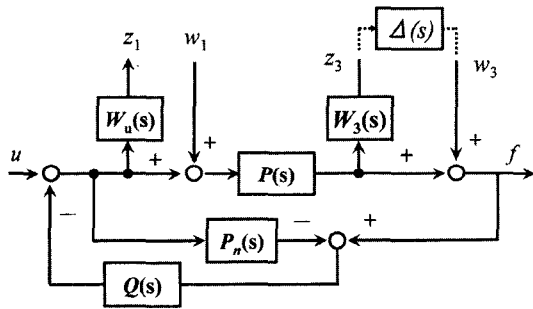 z₁ w₁ z₃ Δ(s) w₃
Wᵤ(s) W₃(s)
+ +
u + P(s) + f
− Pₙ(s) − +
Q(s)